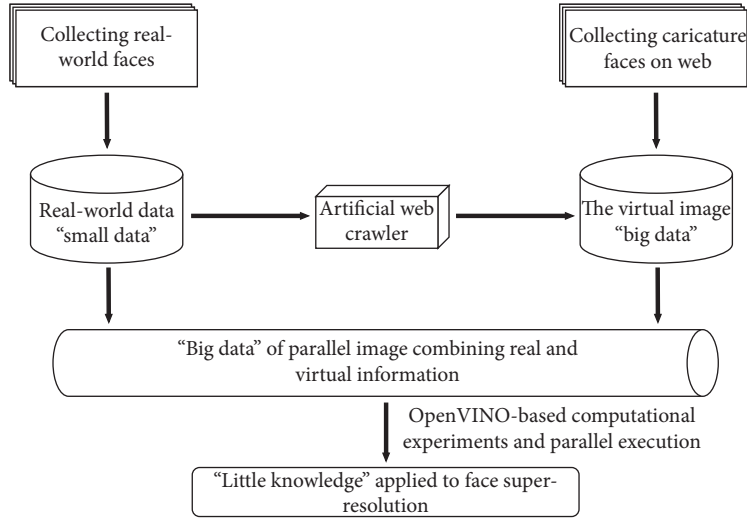 Collecting real-
world faces
Collecting caricature
faces on web
Real-world data
“small data”
Artificial web
crawler
The virtual image
“big data”
“Big data” of parallel image combining real and
virtual information
OpenVINO-based computational
experiments and parallel execution
“Little knowledge” applied to face super-
resolution